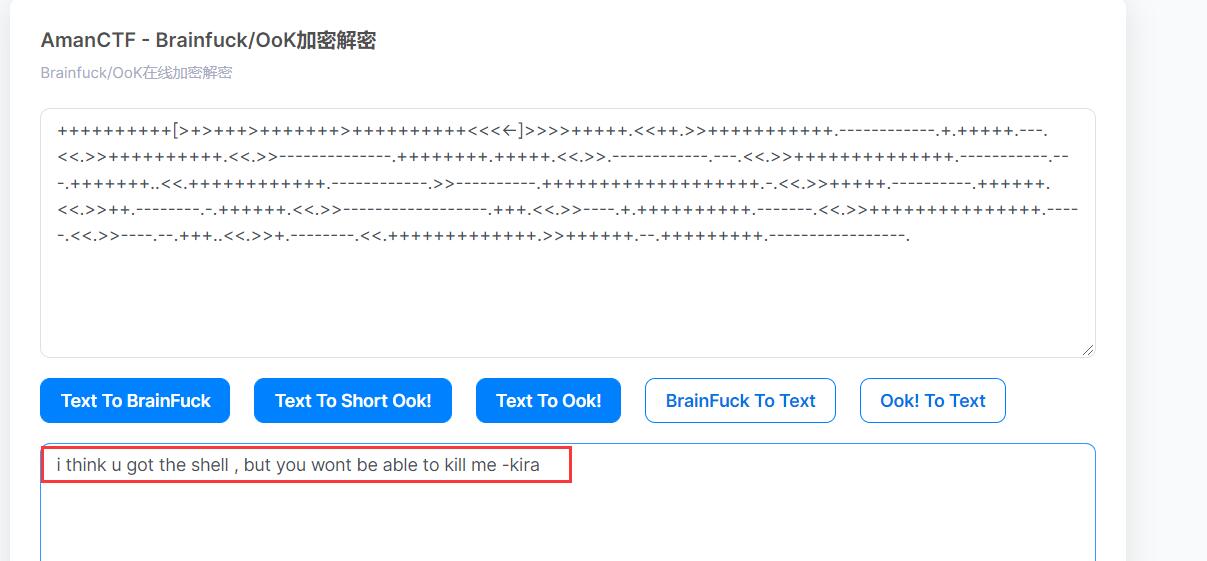 AmanCTF - Brainfuck/OoK加密解密
Brainfuck/OoK在线加密解密
++++++++++[>+>+++>+++++++>++++++++++<<<<-]>>>>+++++.<<++.>>+++++++++++.------------.+.+++++.---.
<<.>>++++++++++.<<.>>--------------.++++++++.+++++.<<.>>.------------.---.<<.>>++++++++++++++.-----------.--
-.+++++++..<<.++++++++++++.------------.>>----------.+++++++++++++++++++.-.<<.>>+++++.----------.++++++.
<<.>>++.--------.-.++++++.<<.>>------------------.+++.<<.>>----.+.++++++++++.-------.<<.>>+++++++++++++++.----
-.<<.>>----.--.+++..<<.>>+.--------.<<.+++++++++++++.>>++++++.--.+++++++++.-----------------.
Text To BrainFuck
Text To Short Ook!
Text To Ook!
BrainFuck To Text
Ook! To Text
i think u got the shell , but you wont be able to kill me -kira